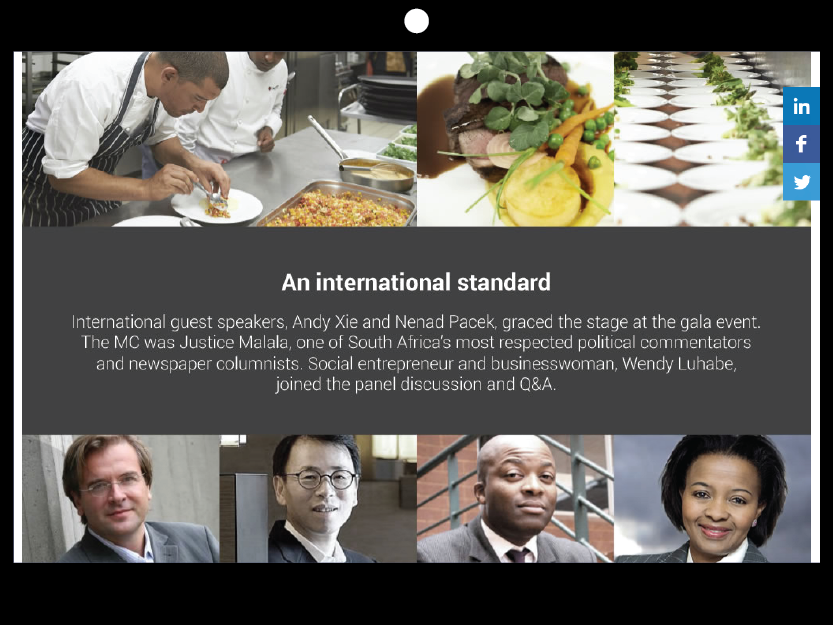 in
f
An international standard
International guest speakers, Andy Xie and Nenad Pacek, graced the stage at the gala event.
The MC was Justice Malala, one of South Africa's most respected political commentators
and newspaper columnists. Social entrepreneur and businesswoman, Wendy Luhabe,
joined the panel discussion and Q&A.